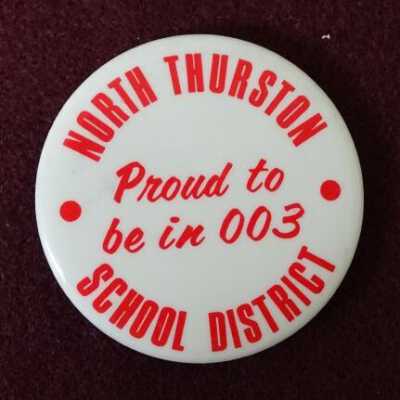 NORTH THURSTON
Proud to
be in 003
SCHOOL DISTRICT